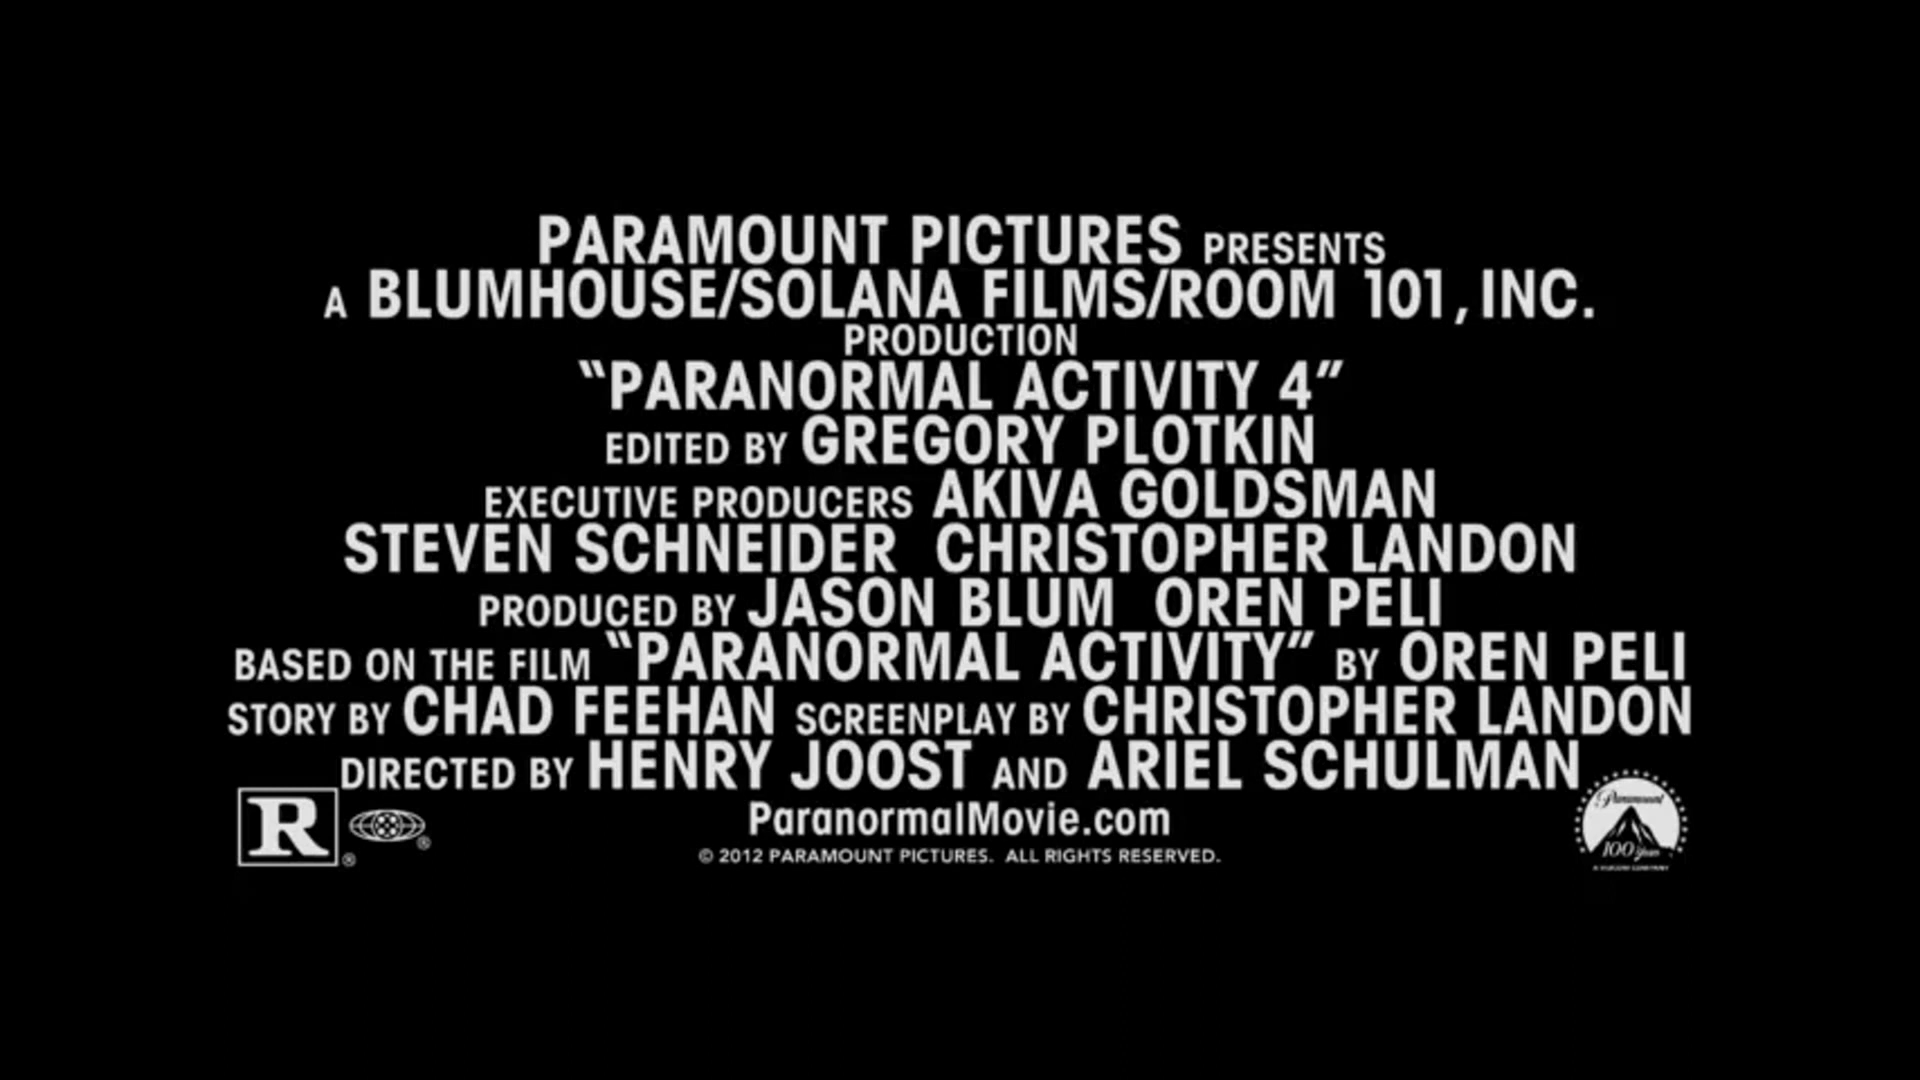 PARAMOUNT PICTURES PRESENTS
A BLUMHOUSE/SOLANA FILMS/ROOM 101, INC.
PRODUCTION
“PARANORMAL ACTIVITY 4”
EDITED BY GREGORY PLOTKIN
EXECUTIVE PRODUCERS AKIVA GOLDSMAN
STEVEN SCHNEIDER CHRISTOPHER LANDON
PRODUCED BY JASON BLUM OREN PELI
BASED ON THE FILM “PARANORMAL ACTIVITY” BY OREN PELI
STORY BY CHAD FEEHAN SCREENPLAY BY CHRISTOPHER LANDON
DIRECTED BY HENRY JOOST AND ARIEL SCHULMAN
R ® ®
ParanormalMovie.com
© 2012 PARAMOUNT PICTURES. ALL RIGHTS RESERVED.
Paramount
100 Years